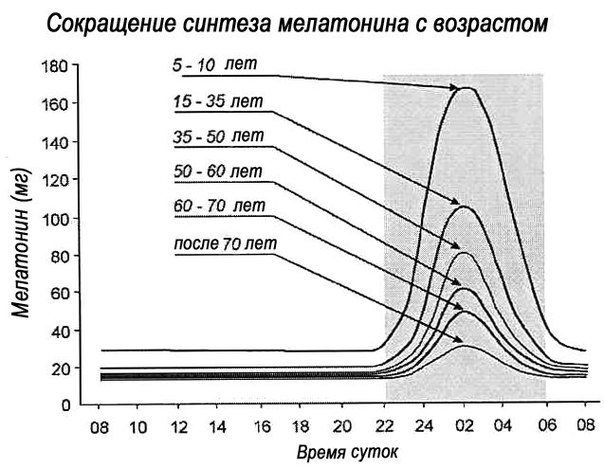 Сокращение синтеза мелатонина с возрастом
Мелатонин (мг)
180
160
140
120
100
80
60
40
20
0
5 - 10 лет
15 - 35 лет
35 - 50 лет
50 - 60 лет
60 - 70 лет
после 70 лет
08 10 12 14 16 18 20 22 24 02 04 06 08
Время суток